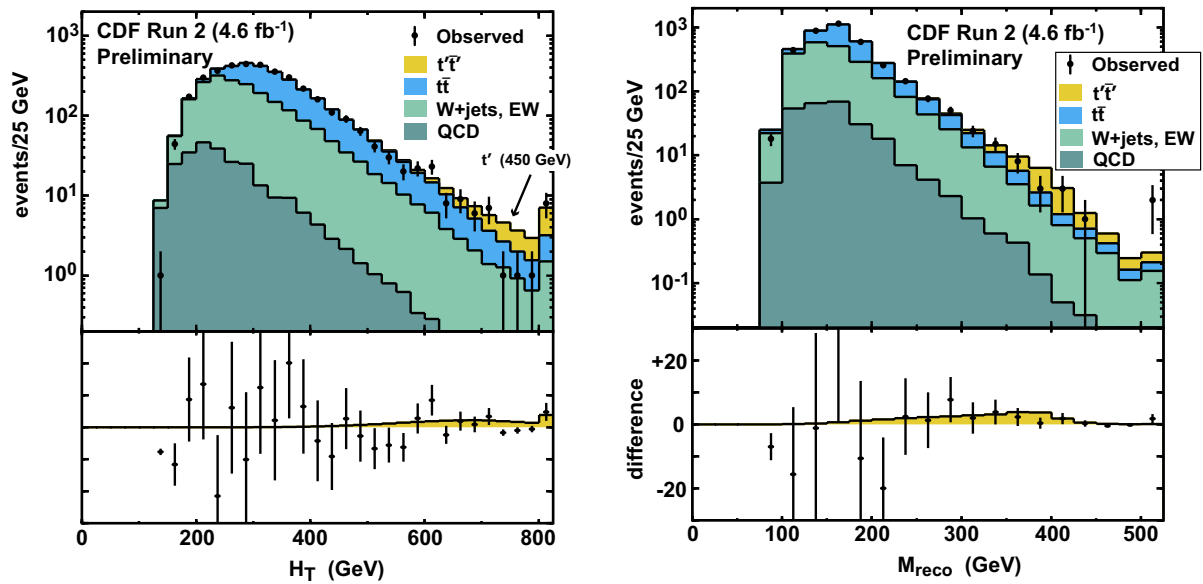 CDF Run 2 (4.6 fb⁻¹)
Preliminary
Observed
t′t̅′
tt̅
W+jets, EW
QCD
t′ (450 GeV)
events/25 GeV
10³
10²
10¹
10⁰
0 200 400 600 800
H_T (GeV)
CDF Run 2 (4.6 fb⁻¹)
Preliminary
Observed
t′t̅′
tt̅
W+jets, EW
QCD
events/25 GeV
10³
10²
10¹
10⁰
10⁻¹
difference
+20
0
-20
0 100 200 300 400 500
M_reco (GeV)